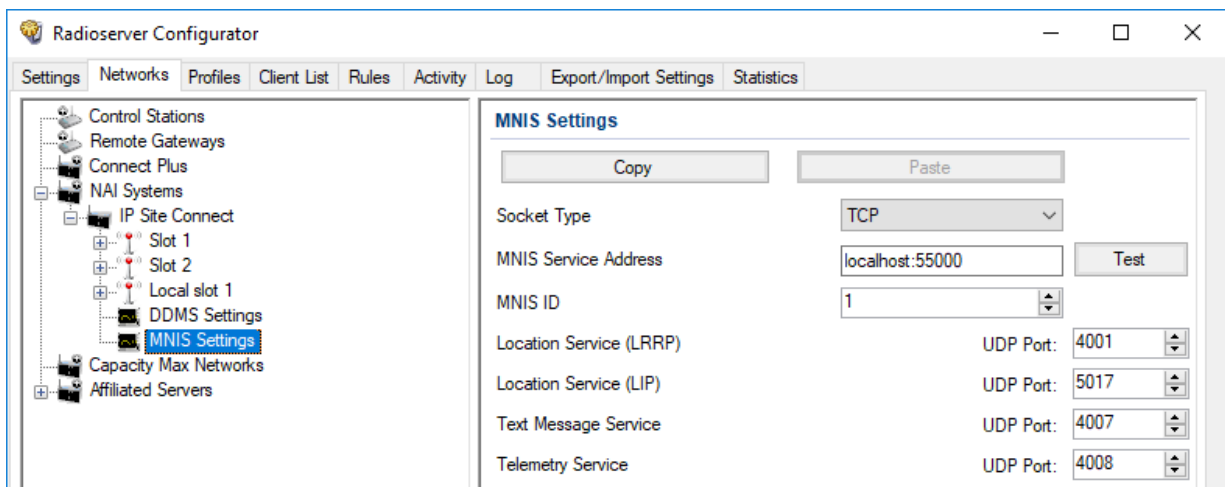 Radioserver Configurator
Settings Networks Profiles Client List Rules Activity Log Export/Import Settings Statistics
Control Stations
Remote Gateways
Connect Plus
NAI Systems
IP Site Connect
Slot 1
Slot 2
Local slot 1
DDMS Settings
MNIS Settings
Capacity Max Networks
Affiliated Servers
MNIS Settings
Copy Paste
Socket Type TCP
MNIS Service Address localhost:55000 Test
MNIS ID 1
Location Service (LRRP) UDP Port: 4001
Location Service (LIP) UDP Port: 5017
Text Message Service UDP Port: 4007
Telemetry Service UDP Port: 4008